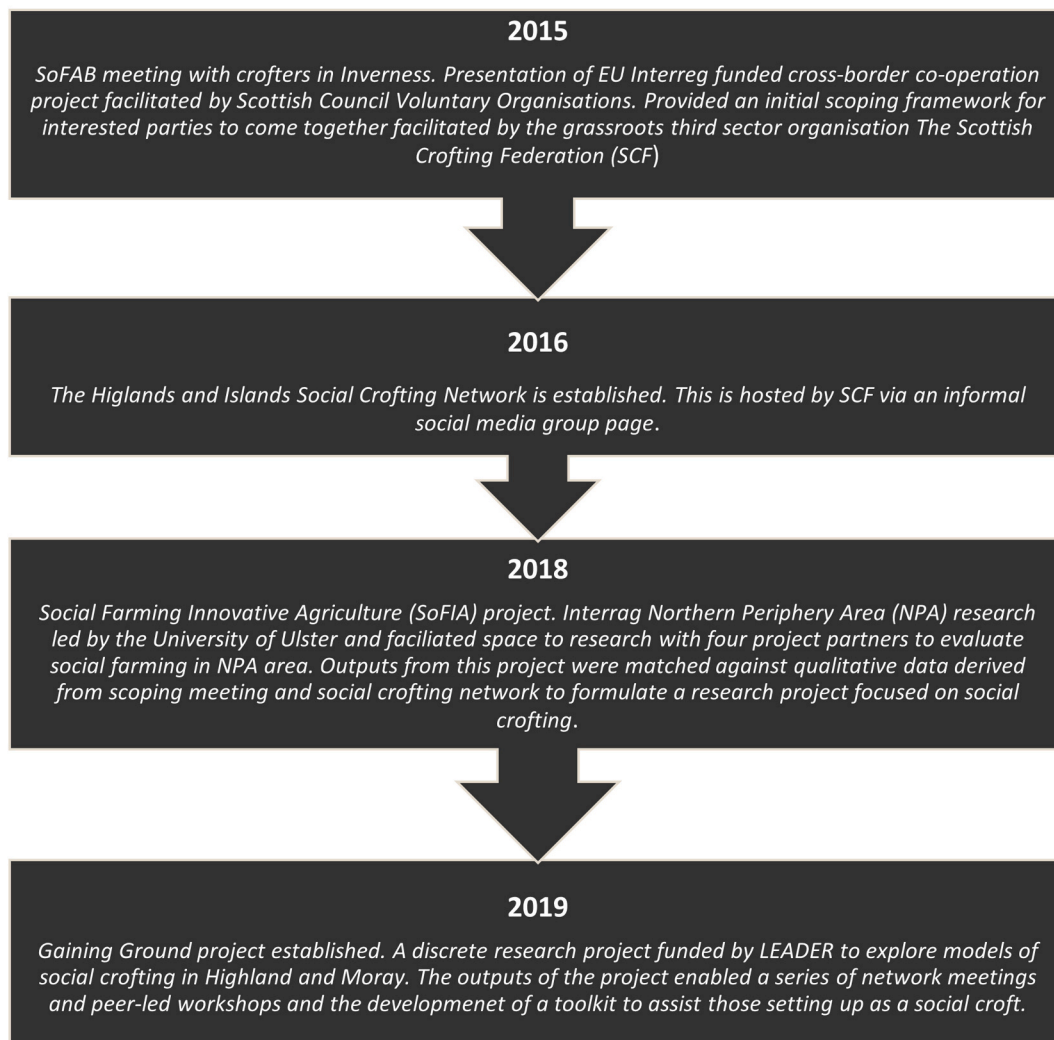 2015
SoFAB meeting with crofters in Inverness. Presentation of EU Interreg funded cross-border co-operation
project facilitated by Scottish Council Voluntary Organisations. Provided an initial scoping framework for
interested parties to come together facilitated by the grassroots third sector organisation The Scottish
Crofting Federation (SCF)
2016
The Higlands and Islands Social Crofting Network is established. This is hosted by SCF via an informal
social media group page.
2018
Social Farming Innovative Agriculture (SoFIA) project. Interrag Northern Periphery Area (NPA) research
led by the University of Ulster and faciliated space to research with four project partners to evaluate
social farming in NPA area. Outputs from this project were matched against qualitative data derived
from scoping meeting and social crofting network to formulate a research project focused on social
crofting.
2019
Gaining Ground project established. A discrete research project funded by LEADER to explore models of
social crofting in Highland and Moray. The outputs of the project enabled a series of network meetings
and peer-led workshops and the developmenet of a toolkit to assist those setting up as a social croft.